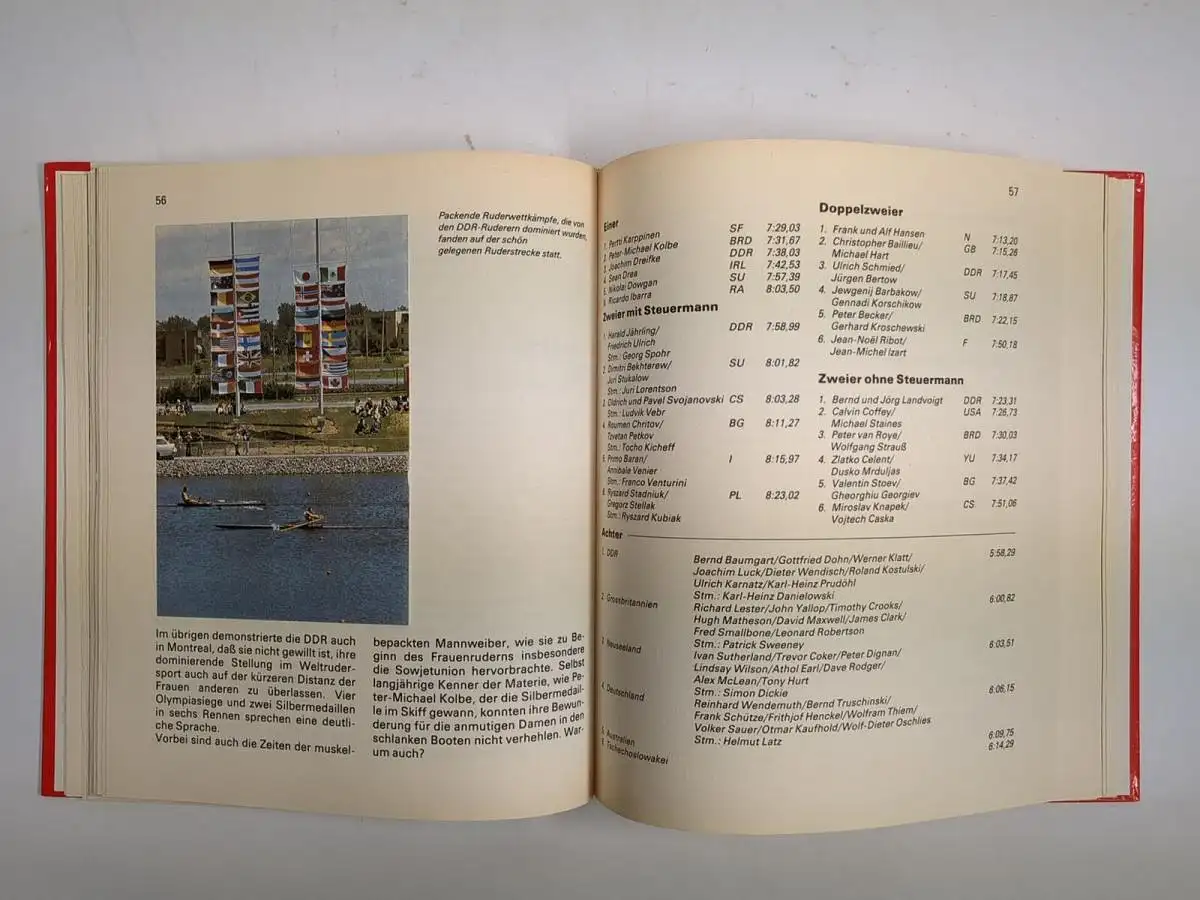 56
Packende Ruderwettkämpfe, die von
den DDR-Ruderern dominiert wurden,
fanden auf der schön
gelegenen Ruderstrecke statt.
Im übrigen demonstrierte die DDR auch
in Montreal, daß sie nicht gewillt ist, ihre
dominierende Stellung im Weltruder-
sport auch auf der kürzeren Distanz der
Frauen anderen zu überlassen. Vier
Olympiasiege und zwei Silbermedaillen
in sechs Rennen sprechen eine deutli-
che Sprache.
Vorbei sind auch die Zeiten der muskel-
bepackten Mannweiber, wie sie zu Be-
ginn des Frauenruderns insbesondere
die Sowjetunion hervorbrachte. Selbst
langjährige Kenner der Materie, wie Pe-
ter-Michael Kolbe, der die Silbermedail-
le im Skiff gewann, konnten ihre Bewun-
derung für die anmutigen Damen in den
schlanken Booten nicht verhehlen. War-
um auch?
57
Einer
1. Pertti Karppinen SF 7:29,03
2. Peter-Michael Kolbe BRD 7:31,67
3. Joachim Dreifke DDR 7:38,03
4. Sean Drea IRL 7:42,53
5. Nikolai Dowgan SU 7:57,39
6. Ricardo Ibarra RA 8:03,50
Zweier mit Steuermann
1. Harald Jährling/ DDR 7:58,99
Friedrich Ulrich
Stm.: Georg Spohr
2. Dimitri Bekhterew/ SU 8:01,82
Juri Stukalow
Stm.: Juri Lorentson
3. Oldrich und Pavel Svojanovski CS 8:03,28
Stm.: Ludvik Vebr
4. Roumen Chritov/ BG 8:11,27
Tzvetan Petkov
Stm.: Tocho Kicheff
5. Primo Baran/ I 8:15,97
Annibale Venier
Stm.: Franco Venturini
6. Ryszard Stadniuk/ PL 8:23,02
Gregorz Stellak
Stm.: Ryszard Kubiak
Doppelzweier
1. Frank und Alf Hansen N 7:13,20
2. Christopher Baillieu/ GB 7:15,26
Michael Hart
3. Ulrich Schmied/ DDR 7:17,45
Jürgen Bertow
4. Jewgenij Barbakow/ SU 7:18,87
Gennadi Korschikow
5. Peter Becker/ BRD 7:22,15
Gerhard Kroschewski
6. Jean-Noël Ribot/ F 7:50,18
Jean-Michel Izart
Zweier ohne Steuermann
1. Bernd und Jörg Landvoigt DDR 7:23,31
2. Calvin Coffey/ USA 7:26,73
Michael Staines
3. Peter van Roye/ BRD 7:30,03
Wolfgang Strauß
4. Zlatko Celent/ YU 7:34,17
Dusko Mrduljas
5. Valentin Stoev/ BG 7:37,42
Gheorghiu Georgiev
6. Miroslav Knapek/ CS 7:51,06
Vojtech Caska
Achter
1. DDR Bernd Baumgart/Gottfried Dohn/Werner Klatt/ 5:58,29
Joachim Luck/Dieter Wendisch/Roland Kostulski/
Ulrich Karnatz/Karl-Heinz Prudöhl
Stm.: Karl-Heinz Danielowski
2. Grossbritannien Richard Lester/John Yallop/Timothy Crooks/ 6:00,82
Hugh Matheson/David Maxwell/James Clark/
Fred Smallbone/Leonard Robertson
Stm.: Patrick Sweeney
3. Neuseeland Ivan Sutherland/Trevor Coker/Peter Dignan/ 6:03,51
Lindsay Wilson/Athol Earl/Dave Rodger/
Alex McLean/Tony Hurt
Stm.: Simon Dickie
4. Deutschland Reinhard Wendemuth/Bernd Truschinski/ 6:06,15
Frank Schütze/Frithjof Henckel/Wolfram Thiem/
Volker Sauer/Otmar Kaufhold/Wolf-Dieter Oschlies
Stm.: Helmut Latz
5. Australien 6:09,75
6. Tschechoslowakei 6:14,29